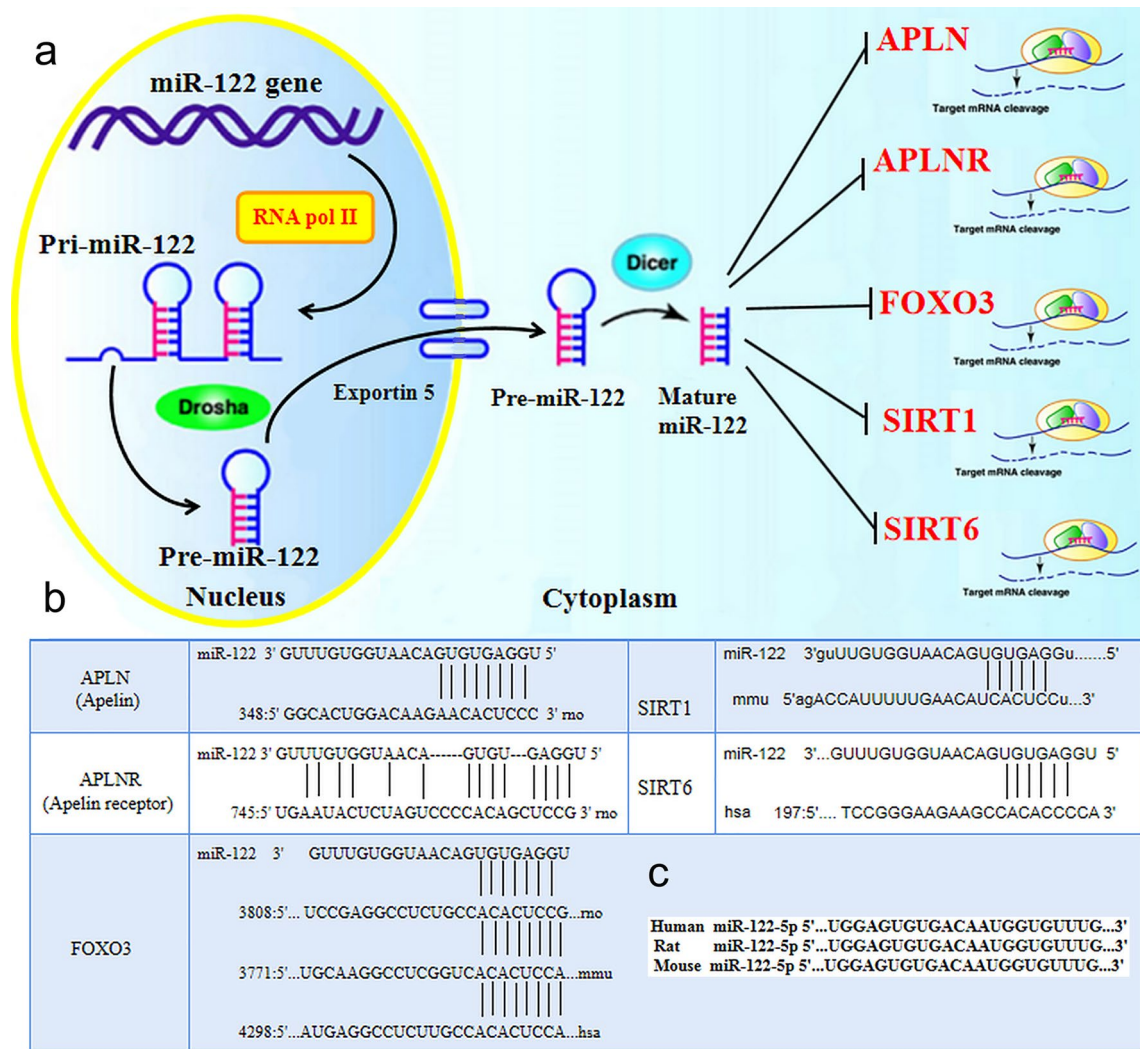 a
miR-122 gene
RNA pol II
Pri-miR-122
Drosha
Pre-miR-122
Nucleus
Exportin 5
Pre-miR-122
Dicer
Mature
miR-122
Cytoplasm
APLN
Target mRNA cleavage
APLNR
Target mRNA cleavage
FOXO3
Target mRNA cleavage
SIRT1
Target mRNA cleavage
SIRT6
Target mRNA cleavage
b
APLN
(Apelin)
miR-122 3' GUUUGUGGUAACAGUGUGAGGU 5'
348:5' GGCACUGGACAAGAACACUCCC 3' rno
SIRT1
miR-122 3'guUUGUGGUAACAGUGUGAGGu.......5'
mmu 5'agACCAUUUUUGAACAUCACUCCu...3'
APLNR
(Apelin receptor)
miR-122 3' GUUUGUGGUAACA------GUGU---GAGGU 5'
745:5' UGAAUACUCUAGUCCCCACAGCUCCG 3' rno
SIRT6
miR-122 3'...GUUUGUGGUAACAGUGUGAGGU 5'
hsa 197:5'.... TCCGGGAAGAAGCCACACCCCA 3'
FOXO3
miR-122 3' GUUUGUGGUAACAGUGUGAGGU
3808:5'... UCCGAGGCCUCUGCCACACUCCG...rno
3771:5'...UGCAAGGCCUCGGUCACACUCCA...mmu
4298:5'...AUGAGGCCUCUUGCCACACUCCA...hsa
c
Human miR-122-5p 5'...UGGAGUGUGACAAUGGUGUUUG...3'
Rat miR-122-5p 5'...UGGAGUGUGACAAUGGUGUUUG...3'
Mouse miR-122-5p 5'...UGGAGUGUGACAAUGGUGUUUG...3'